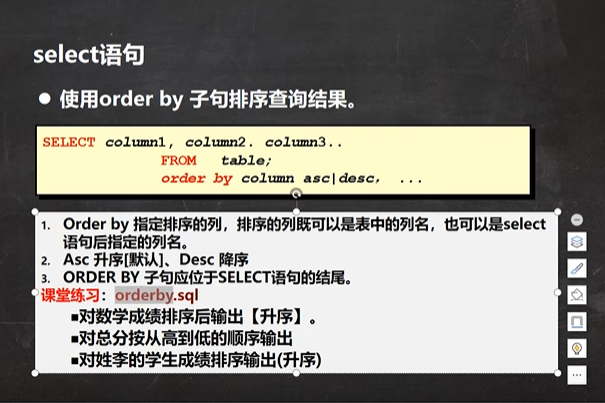 select语句
● 使用order by 子句排序查询结果。
SELECT column1, column2. column3..
FROM table;
order by column asc|desc, ...
1. Order by 指定排序的列，排序的列既可以是表中的列名，也可以是select
语句后指定的列名。
2. Asc 升序[默认]、Desc 降序
3. ORDER BY 子句应位于SELECT语句的结尾。
课堂练习：orderby.sql
■对数学成绩排序后输出【升序】。
■对总分按从高到低的顺序输出
■对姓李的学生成绩排序输出(升序)